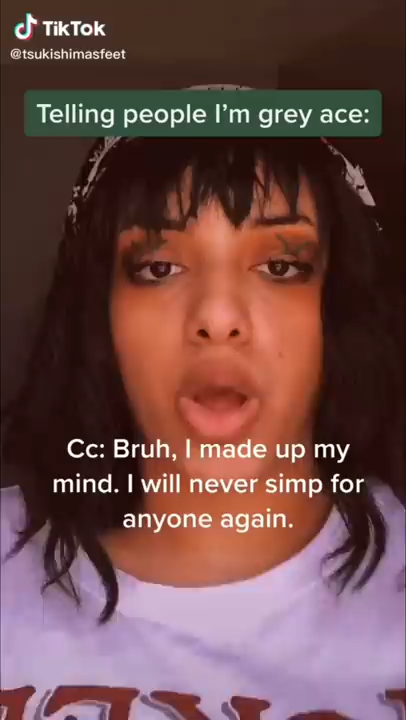 TikTok
@tsukishimasfeet
Telling people I'm grey ace:
Cc: Bruh, I made up my
mind. I will never simp for
anyone again.